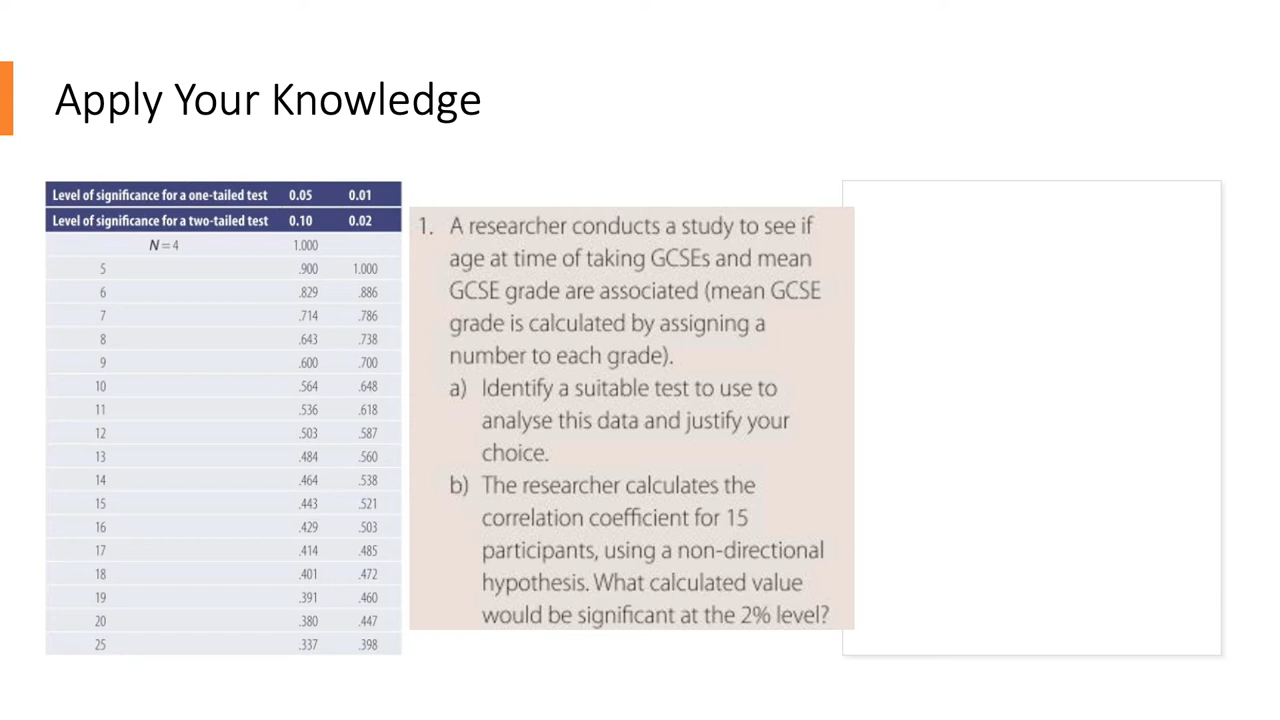 Apply Your Knowledge
Level of significance for a one-tailed test 0.05 0.01
Level of significance for a two-tailed test 0.10 0.02
N = 4 1.000
5 .900 1.000
6 .829 .886
7 .714 .786
8 .643 .738
9 .600 .700
10 .564 .648
11 .536 .618
12 .503 .587
13 .484 .560
14 .464 .538
15 .443 .521
16 .429 .503
17 .414 .485
18 .401 .472
19 .391 .460
20 .380 .447
25 .337 .398
1. A researcher conducts a study to see if
age at time of taking GCSEs and mean
GCSE grade are associated (mean GCSE
grade is calculated by assigning a
number to each grade).
a) Identify a suitable test to use to
analyse this data and justify your
choice.
b) The researcher calculates the
correlation coefficient for 15
participants, using a non-directional
hypothesis. What calculated value
would be significant at the 2% level?